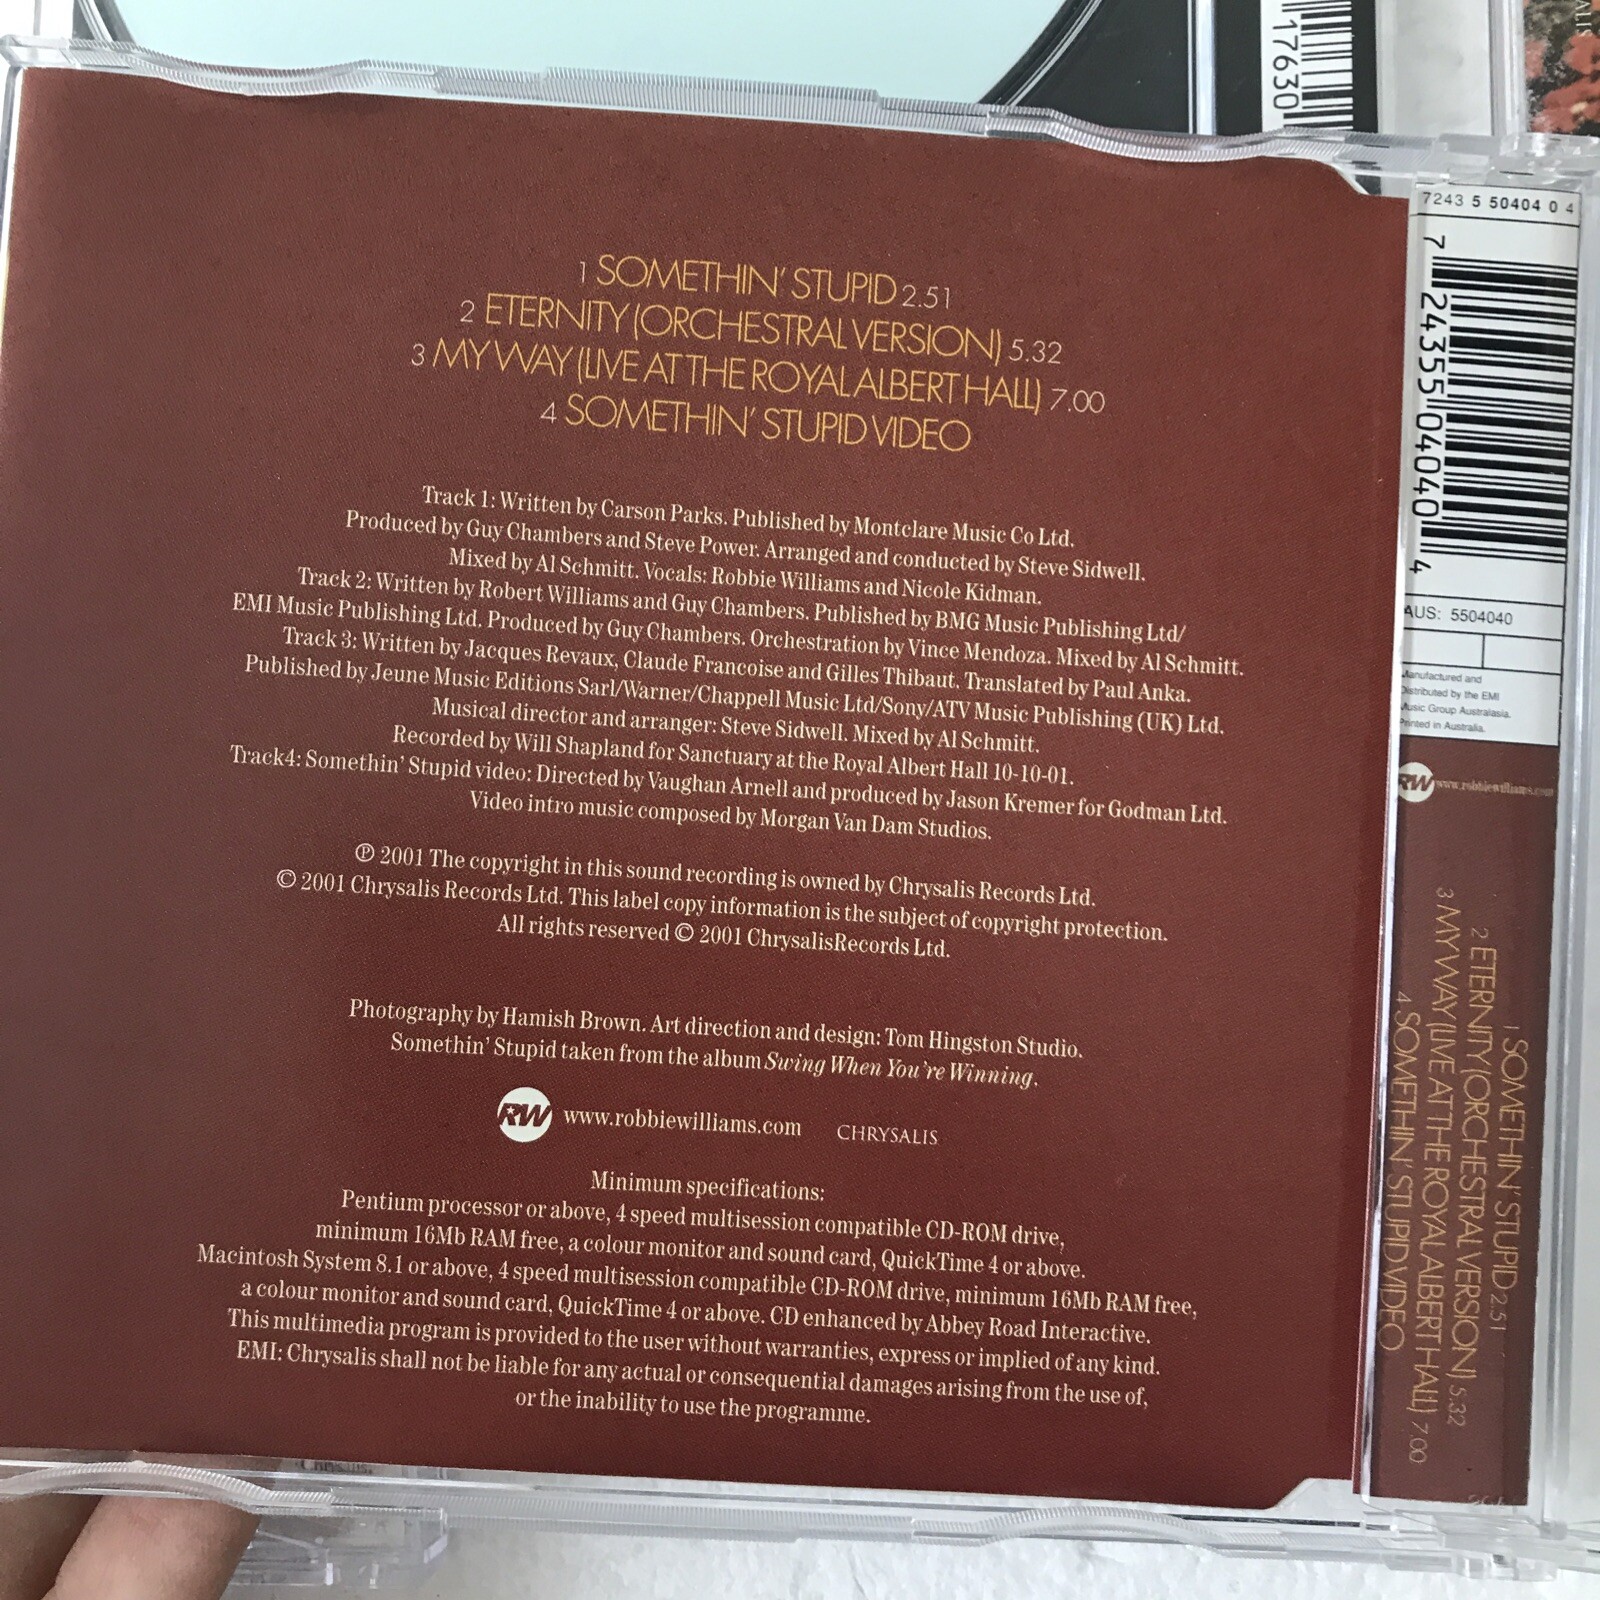 1 SOMETHIN' STUPID 2.51
2 ETERNITY (ORCHESTRAL VERSION) 5.32
3 MY WAY (LIVE AT THE ROYAL ALBERT HALL) 7.00
4 SOMETHIN' STUPID VIDEO
Track 1: Written by Carson Parks. Published by Montclare Music Co Ltd.
Produced by Guy Chambers and Steve Power. Arranged and conducted by Steve Sidwell.
Mixed by Al Schmitt. Vocals: Robbie Williams and Nicole Kidman.
Track 2: Written by Robert Williams and Guy Chambers. Published by BMG Music Publishing Ltd/
EMI Music Publishing Ltd. Produced by Guy Chambers. Orchestration by Vince Mendoza. Mixed by Al Schmitt.
Track 3: Written by Jacques Revaux, Claude Francoise and Gilles Thibaut. Translated by Paul Anka.
Published by Jeune Music Editions Sarl/Warner/Chappell Music Ltd/Sony/ATV Music Publishing (UK) Ltd.
Musical director and arranger: Steve Sidwell. Mixed by Al Schmitt.
Recorded by Will Shapland for Sanctuary at the Royal Albert Hall 10-10-01.
Track4: Somethin' Stupid video: Directed by Vaughan Arnell and produced by Jason Kremer for Godman Ltd.
Video intro music composed by Morgan Van Dam Studios.
℗ 2001 The copyright in this sound recording is owned by Chrysalis Records Ltd.
© 2001 Chrysalis Records Ltd. This label copy information is the subject of copyright protection.
All rights reserved © 2001 ChrysalisRecords Ltd.
Photography by Hamish Brown. Art direction and design: Tom Hingston Studio.
Somethin' Stupid taken from the album Swing When You're Winning.
RW www.robbiewilliams.com CHRYSALIS
Minimum specifications:
Pentium processor or above, 4 speed multisession compatible CD-ROM drive,
minimum 16Mb RAM free, a colour monitor and sound card, QuickTime 4 or above.
Macintosh System 8.1 or above, 4 speed multisession compatible CD-ROM drive, minimum 16Mb RAM free,
a colour monitor and sound card, QuickTime 4 or above. CD enhanced by Abbey Road Interactive.
This multimedia program is provided to the user without warranties, express or implied of any kind.
EMI: Chrysalis shall not be liable for any actual or consequential damages arising from the use of,
or the inability to use the programme.
17630
7243 5 50404 0 4
7 24355 04040 4
AUS: 5504040
Manufactured and
Distributed by the EMI
Music Group Australasia.
Printed in Australia.
RW www.robbiewilliams.com
1 SOMETHIN' STUPID 2.51
2 ETERNITY (ORCHESTRAL VERSION) 5.32
3 MY WAY (LIVE AT THE ROYAL ALBERT HALL) 7.00
4 SOMETHIN' STUPID VIDEO